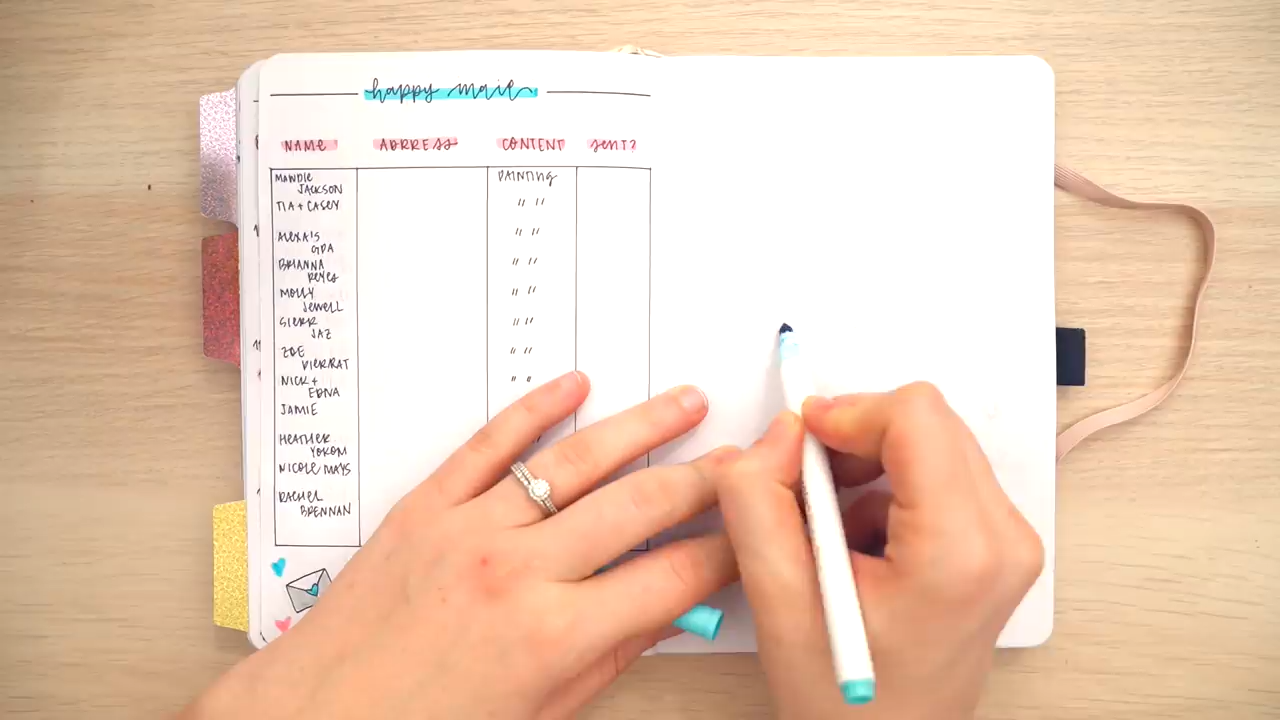 happy mail
NAME ADDRESS CONTENT SENT?
MANDIE PAINTING
JACKSON
TIA + CASEY " "
ALEXA'S " "
GPA
BRIANNA " "
REYES
MOLLY " "
JEWELL
SIERR " "
JAZ
ZOE " "
VIERRAT
NICK + " "
EDNA
JAMIE
HEATHER
YOKOM
NICOLE MAYS
RACHEL
BRENNAN